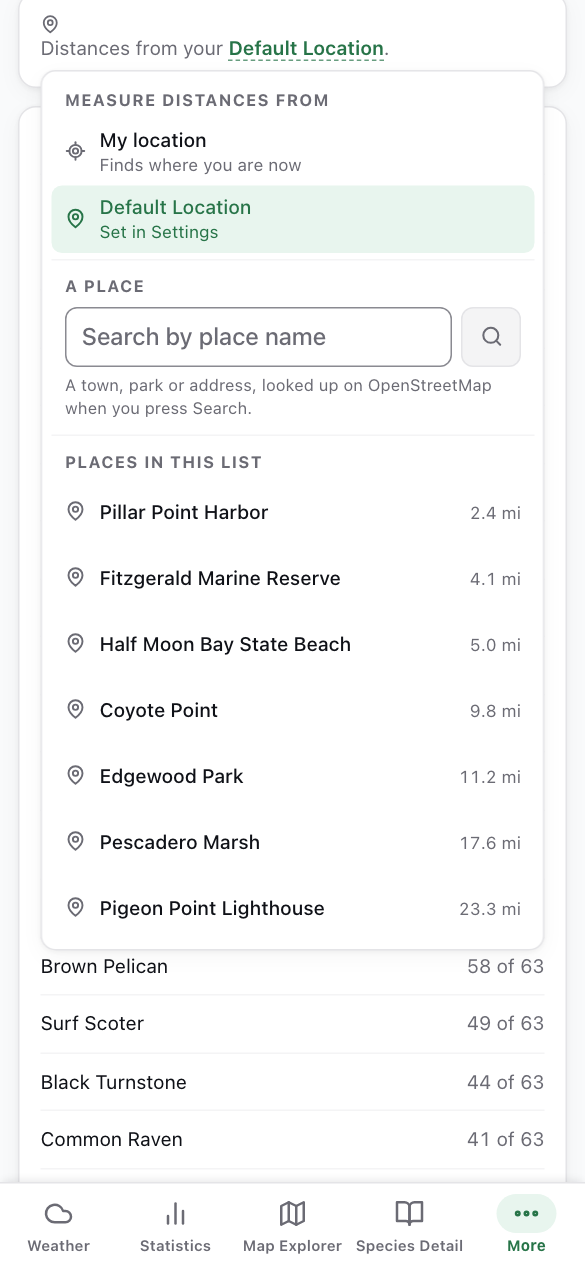 Distances from your Default Location.
MEASURE DISTANCES FROM
My location
Finds where you are now
Default Location
Set in Settings
A PLACE
Search by place name
A town, park or address, looked up on OpenStreetMap
when you press Search.
PLACES IN THIS LIST
Pillar Point Harbor 2.4 mi
Fitzgerald Marine Reserve 4.1 mi
Half Moon Bay State Beach 5.0 mi
Coyote Point 9.8 mi
Edgewood Park 11.2 mi
Pescadero Marsh 17.6 mi
Pigeon Point Lighthouse 23.3 mi
Brown Pelican 58 of 63
Surf Scoter 49 of 63
Black Turnstone 44 of 63
Common Raven 41 of 63
Weather Statistics Map Explorer Species Detail More